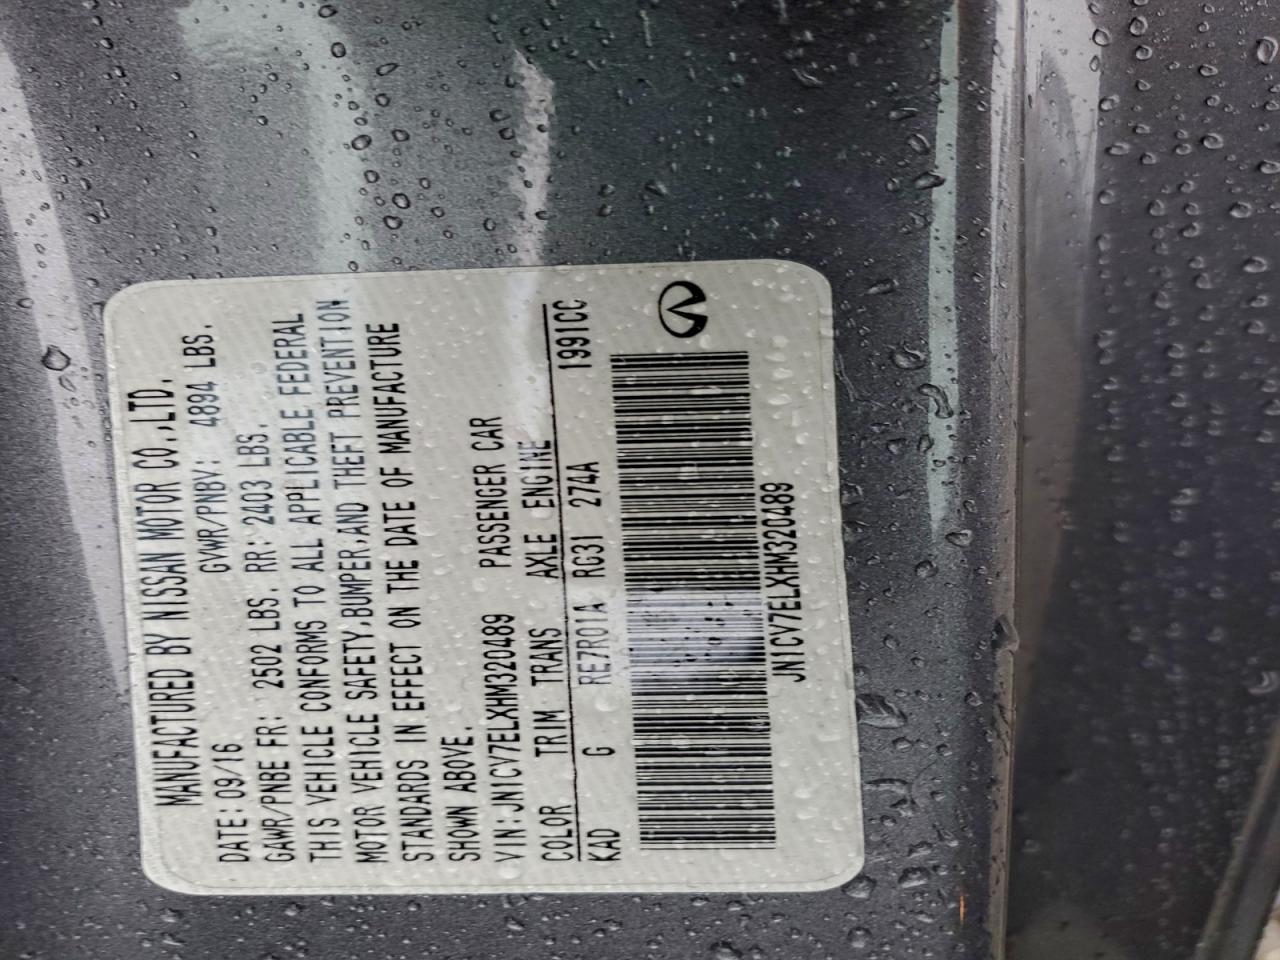 MANUFACTURED BY NISSAN MOTOR CO.,LTD.
DATE: 09/16 GVWR/PNBV: 4894 LBS.
GAWR/PNBE FR: 2502 LBS. RR: 2403 LBS.
THIS VEHICLE CONFORMS TO ALL APPLICABLE FEDERAL
MOTOR VEHICLE SAFETY,BUMPER,AND THEFT PREVENTION
STANDARDS IN EFFECT ON THE DATE OF MANUFACTURE
SHOWN ABOVE.
VIN:JN1CV7ELXHM320489 PASSENGER CAR
COLOR TRIM TRANS AXLE ENGINE
KAD G RE7R01A RG31 274A 1991CC
JN1CV7ELXHM320489